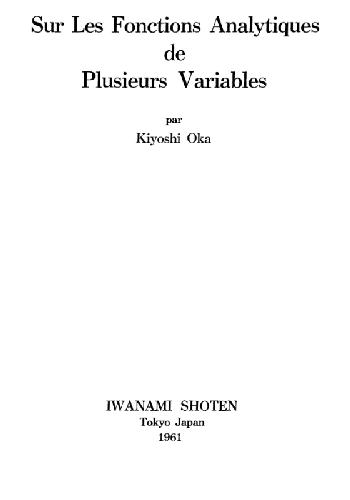 Sur Les Fonctions Analytiques
de
Plusieurs Variables
par
Kiyoshi Oka
IWANAMI SHOTEN
Tokyo Japan
1961